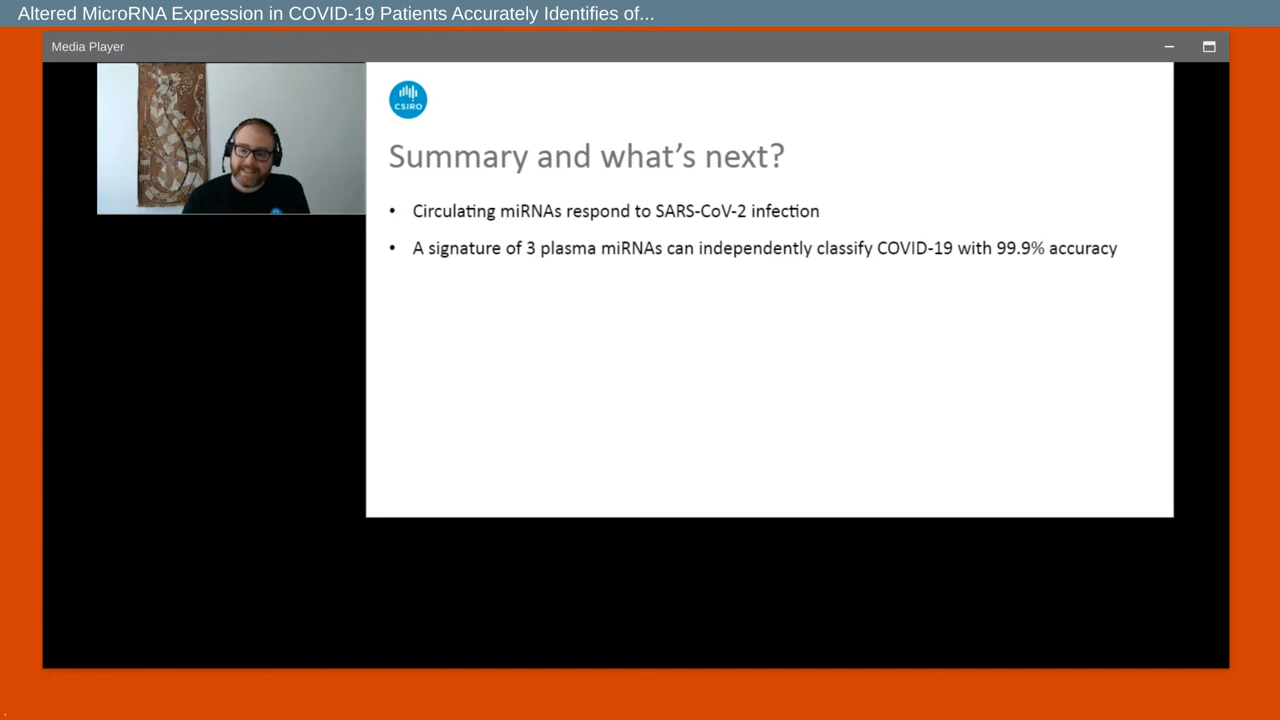 Altered MicroRNA Expression in COVID-19 Patients Accurately Identifies of...
Media Player
CSIRO
Summary and what's next?
• Circulating miRNAs respond to SARS-CoV-2 infection
• A signature of 3 plasma miRNAs can independently classify COVID-19 with 99.9% accuracy